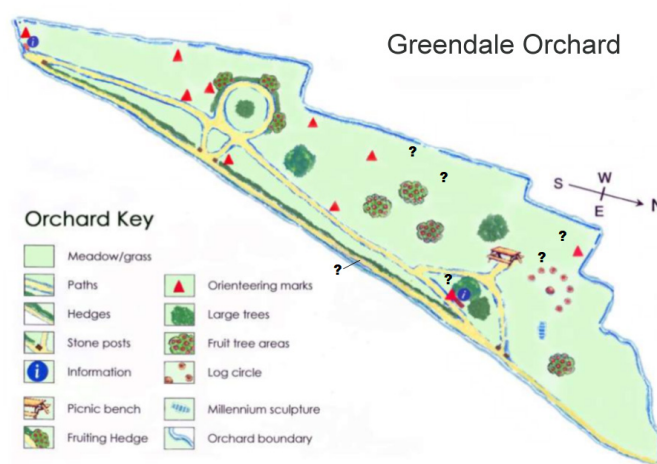 Greendale Orchard
?
?
W
S
N
E
?
?
?
?
Orchard Key
Meadow/grass
Paths
Orienteering marks
Hedges
Large trees
Stone posts
Fruit tree areas
i
Information
Log circle
Picnic bench
Millennium sculpture
Fruiting Hedge
Orchard boundary